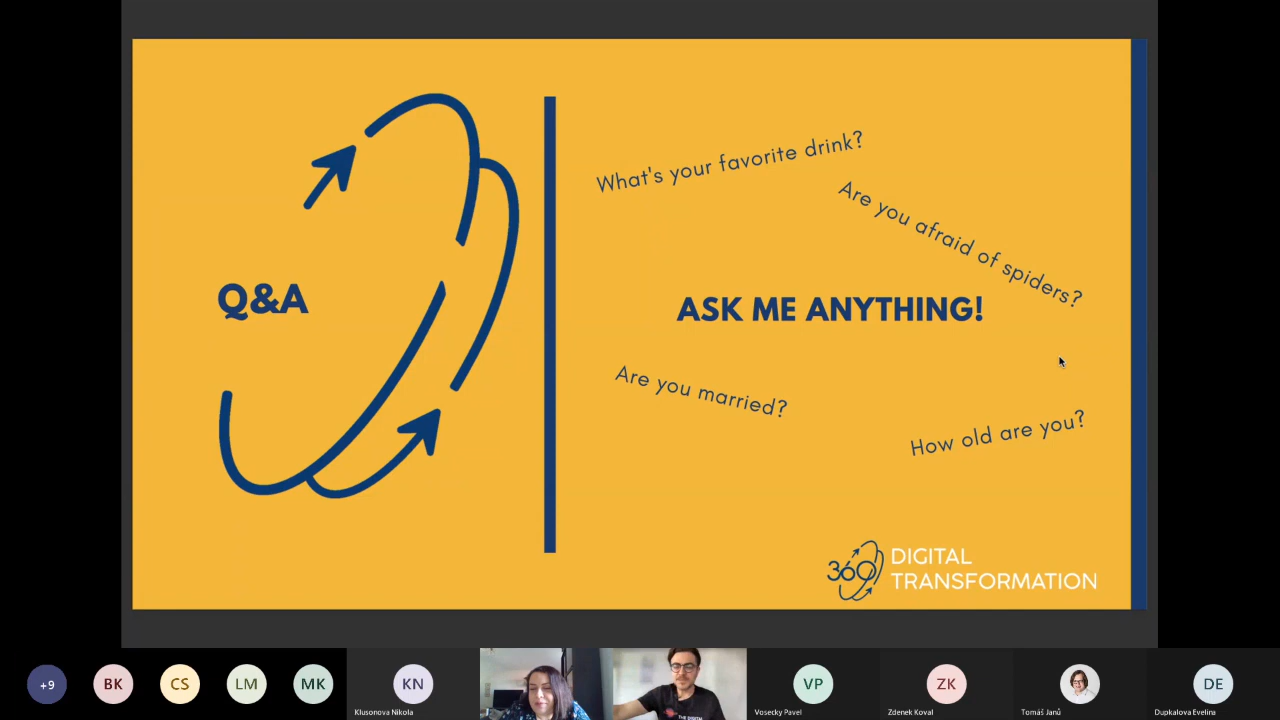 Q&A
What's your favorite drink?
Are you afraid of spiders?
ASK ME ANYTHING!
Are you married?
How old are you?
360 DIGITAL
TRANSFORMATION
+9
BK
CS
LM
MK
KN
VP
ZK
DE
Klusonova Nikola
Vosecky Pavel
Zdenek Koval
Tomáš Janů
Dupkalova Evelina